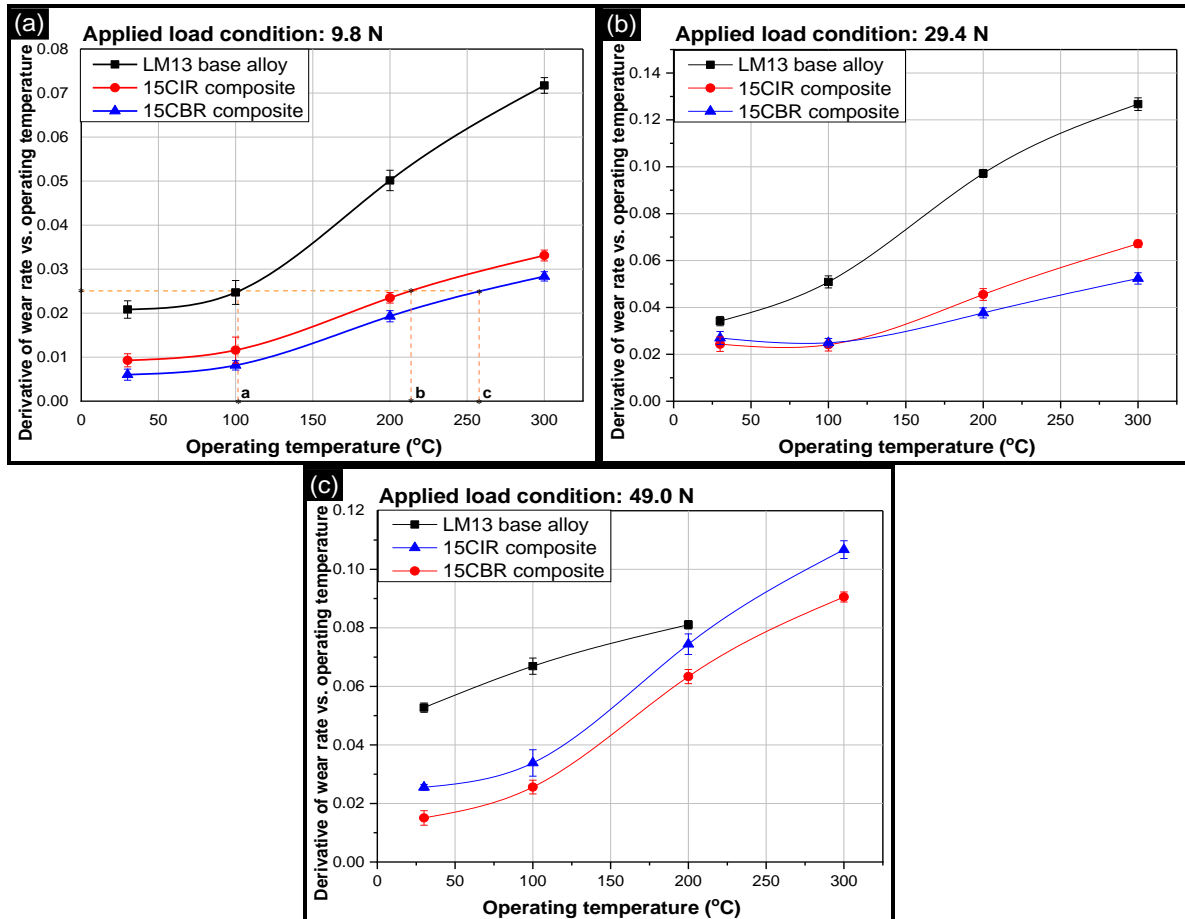 (a)
Applied load condition: 9.8 N
LM13 base alloy
15CIR composite
15CBR composite
Derivative of wear rate vs. operating temperature
0.08
0.07
0.06
0.05
0.04
0.03
0.02
0.01
0.00
a
b
c
0 50 100 150 200 250 300
Operating temperature (°C)
(b)
Applied load condition: 29.4 N
LM13 base alloy
15CIR composite
15CBR composite
Derivative of wear rate vs. operating temperature
0.14
0.12
0.10
0.08
0.06
0.04
0.02
0.00
0 50 100 150 200 250 300
Operating temperature (°C)
(c)
Applied load condition: 49.0 N
LM13 base alloy
15CIR composite
15CBR composite
Derivative of wear rate vs. operating temperature
0.12
0.10
0.08
0.06
0.04
0.02
0.00
0 50 100 150 200 250 300
Operating temperature (°C)